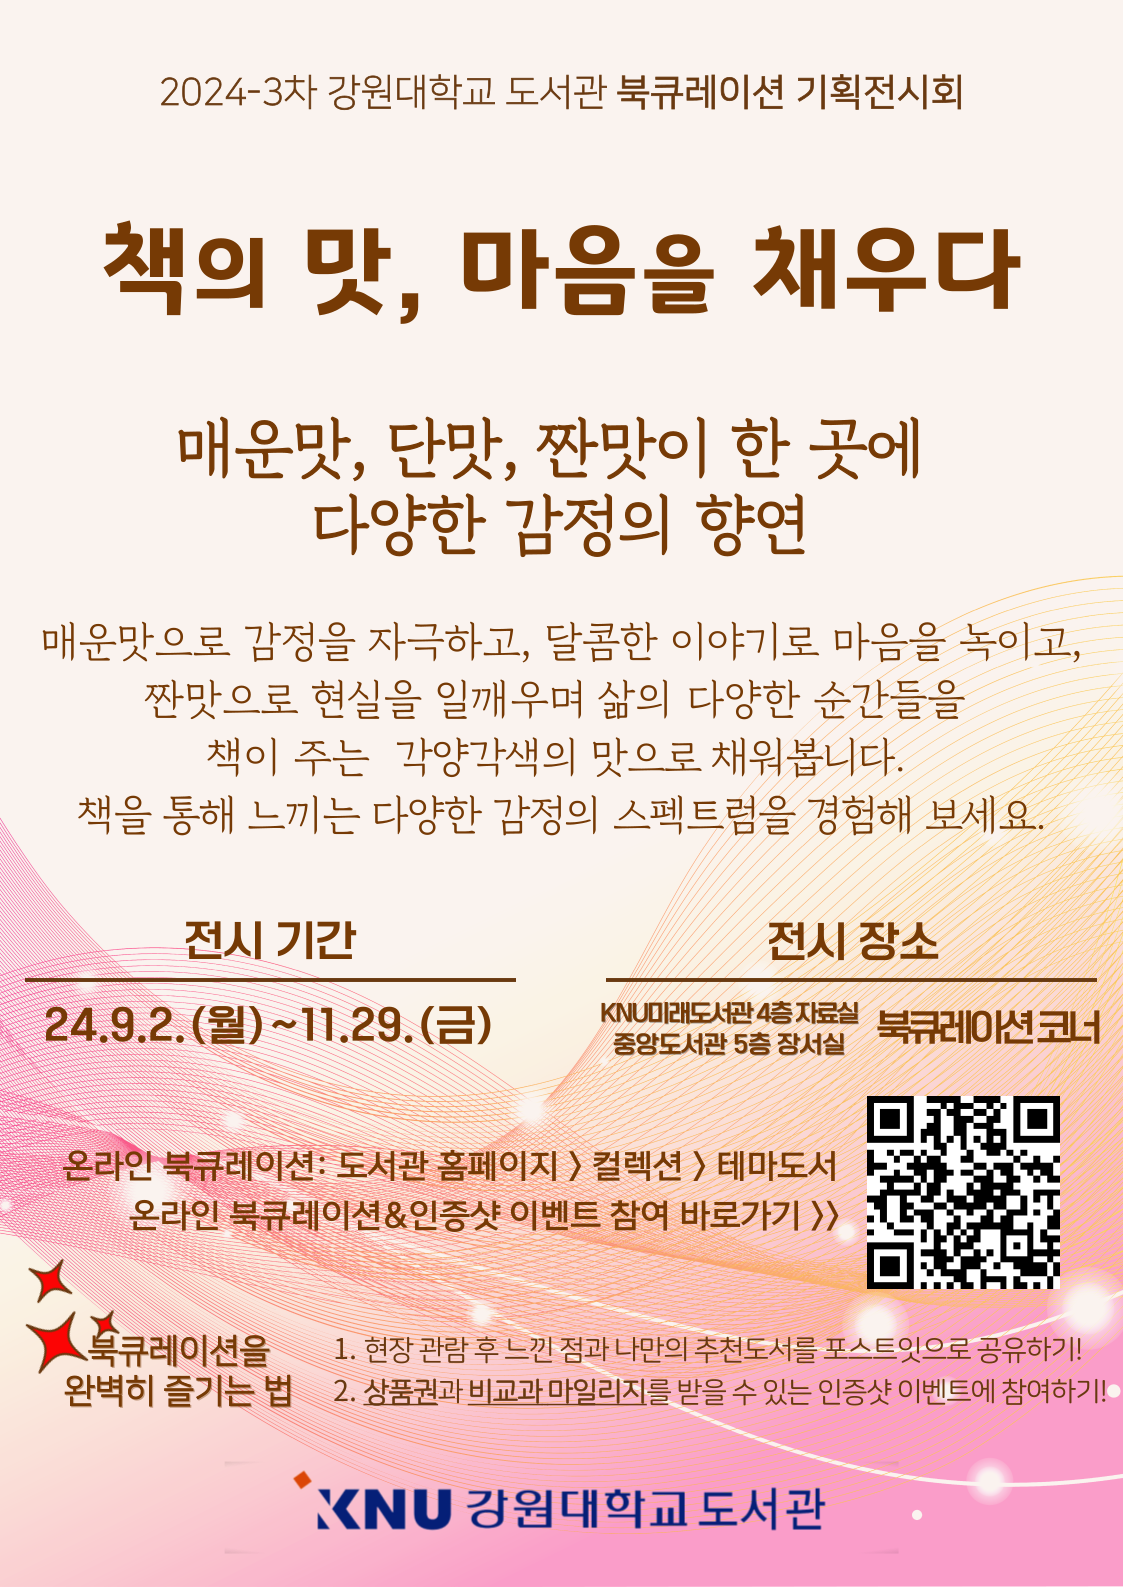 2024-3차 강원대학교 도서관 북큐레이션 기획전시회
책의 맛, 마음을 채우다
매운맛, 단맛, 짠맛이 한 곳에
다양한 감정의 향연
매운맛으로 감정을 자극하고, 달콤한 이야기로 마음을 녹이고,
짠맛으로 현실을 일깨우며 삶의 다양한 순간들을
책이 주는 각양각색의 맛으로 채워봅니다.
책을 통해 느끼는 다양한 감정의 스펙트럼을 경험해 보세요.
전시 기간
24.9.2.(월)~11.29.(금)
전시 장소
KNU미래도서관 4층 자료실
중앙도서관 5층 장서실
북큐레이션 코너
온라인 북큐레이션: 도서관 홈페이지 > 컬렉션 > 테마도서
온라인 북큐레이션&인증샷 이벤트 참여 바로가기 >>
북큐레이션을
완벽히 즐기는 법
1. 현장 관람 후 느낀 점과 나만의 추천도서를 포스트잇으로 공유하기!
2. 상품권과 비교과 마일리지를 받을 수 있는 인증샷 이벤트에 참여하기!
KNU 강원대학교도서관